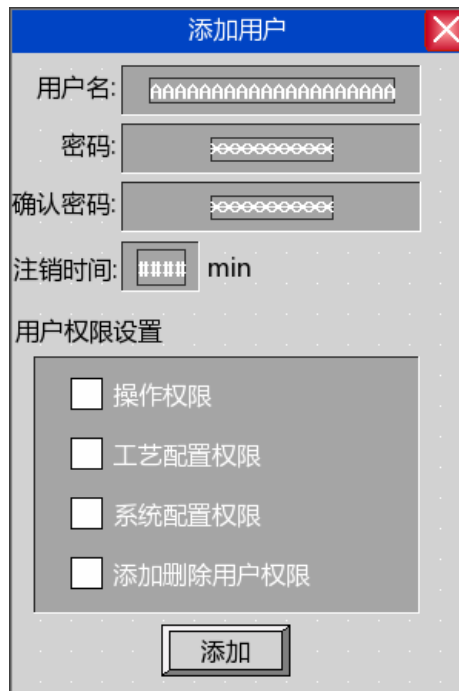 添加用户
用户名: AAAAAAAAAAAAAAAAAAAA
密码: **********
确认密码: **********
注销时间: #### min
用户权限设置
操作权限
工艺配置权限
系统配置权限
添加删除用户权限
添加